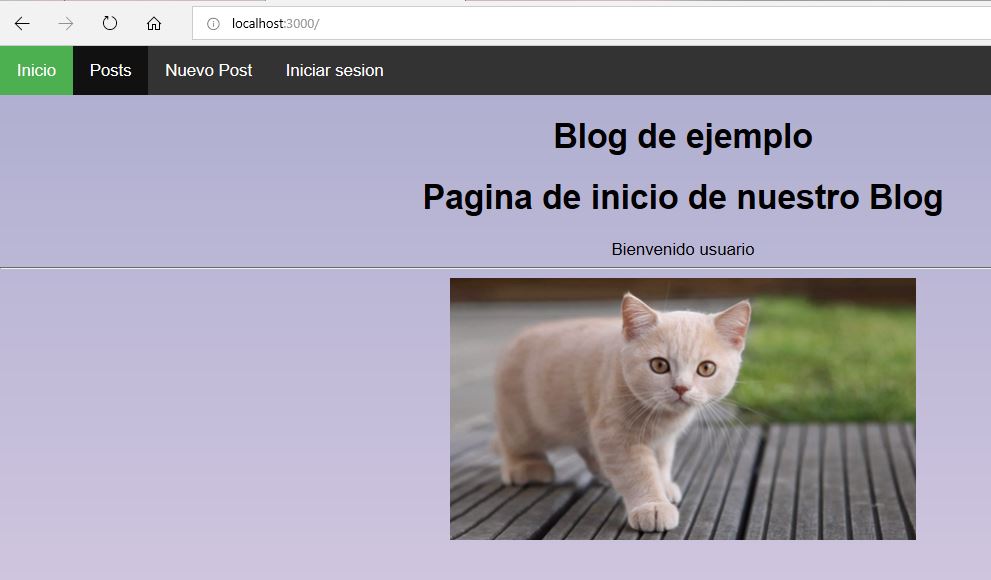 localhost:3000/
Inicio Posts Nuevo Post Iniciar sesion
Blog de ejemplo
Pagina de inicio de nuestro Blog
Bienvenido usuario